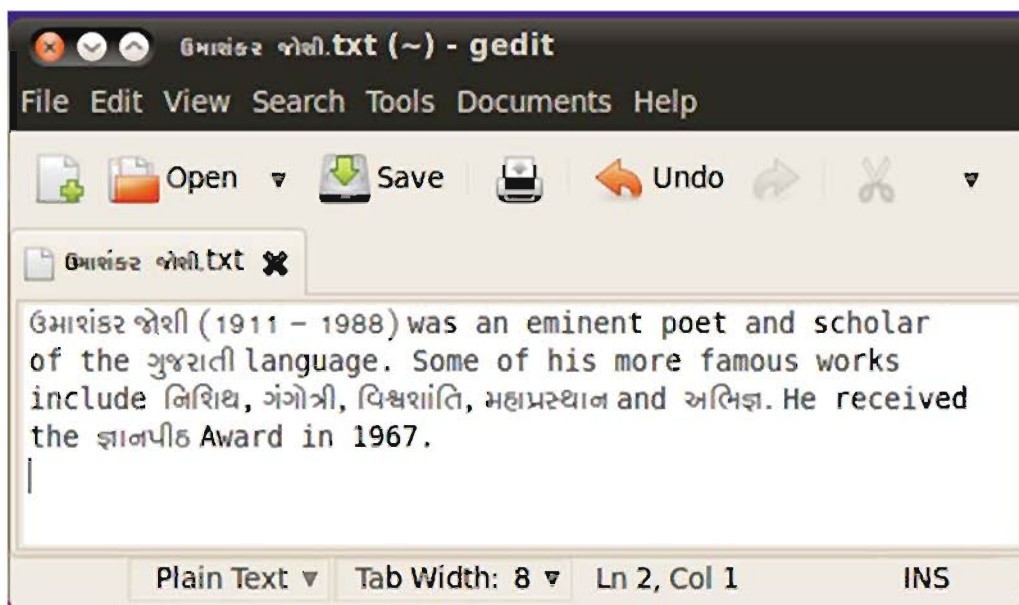 ઉમાશંકર જોશી.txt (~) - gedit
File Edit View Search Tools Documents Help
Open Save Undo
ઉમાશંકર જોશી.txt
ઉમાશંકર જોશી (1911 – 1988) was an eminent poet and scholar
of the ગુજરાતી language. Some of his more famous works
include નિશિથ, ગંગોત્રી, વિશ્વશાંતિ, મહાપ્રસ્થાન and અભિજ્ઞ. He received
the જ્ઞાનપીઠ Award in 1967.
Plain Text Tab Width: 8 Ln 2, Col 1 INS